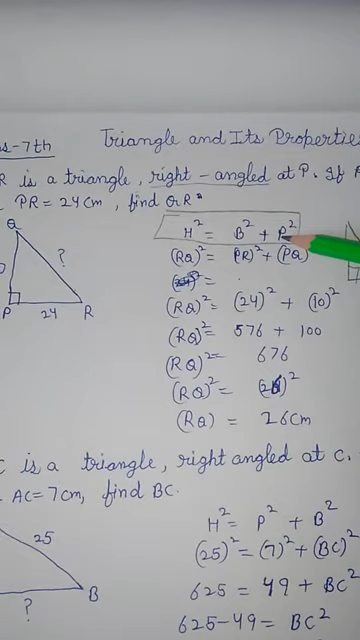 ss-7th Triangle and Its Propertie
R is a triangle, right-angled at P. If
PR = 24 cm, find QR.
H² = B² + P²
(RQ)² = PR)² + (PQ)
(RQ)² = (24)² + (10)²
(RQ)² = 576 + 100
(RQ)² = 676
(RQ)² = (26)²
(RQ) = 26cm
Q
?
P 24 R
C is a triangle, right angled at C.
AC = 7cm, find BC.
H² = P² + B²
(25)² = (7)² + (BC)²
625 = 49 + BC²
625-49 = BC²
25
B
?